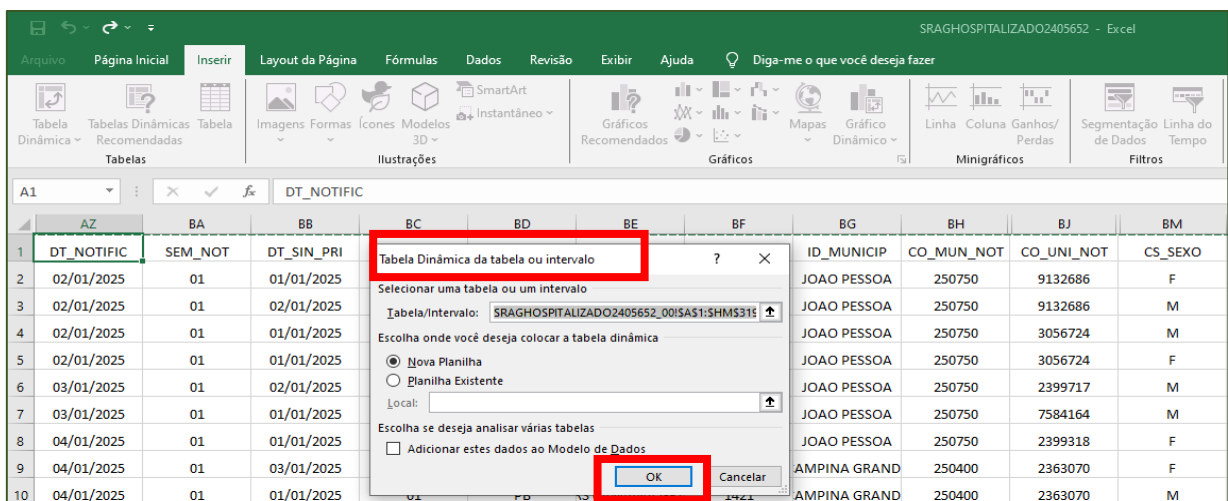 SRAGHOSPITALIZADO2405652 - Excel
Arquivo Página Inicial Inserir Layout da Página Fórmulas Dados Revisão Exibir Ajuda Diga-me o que você deseja fazer
SmartArt
Instantâneo
Tabela Tabelas Dinâmicas Tabela Imagens Formas Ícones Modelos Gráficos Mapas Gráfico Linha Coluna Ganhos/ Segmentação Linha do
Dinâmica Recomendadas 3D Recomendados Dinâmico Perdas de Dados Tempo
Tabelas Ilustrações Gráficos Minigráficos Filtros
A1 fx DT_NOTIFIC
AZ BA BB BC BD BE BF BG BH BJ BM
1 DT_NOTIFIC SEM_NOT DT_SIN_PRI ID_MUNICIP CO_MUN_NOT CO_UNI_NOT CS_SEXO
2 02/01/2025 01 01/01/2025 JOAO PESSOA 250750 9132686 F
3 02/01/2025 01 02/01/2025 JOAO PESSOA 250750 9132686 M
4 02/01/2025 01 01/01/2025 JOAO PESSOA 250750 3056724 M
5 02/01/2025 01 01/01/2025 JOAO PESSOA 250750 3056724 F
6 03/01/2025 01 02/01/2025 JOAO PESSOA 250750 2399717 M
7 03/01/2025 01 01/01/2025 JOAO PESSOA 250750 7584164 M
8 04/01/2025 01 01/01/2025 JOAO PESSOA 250750 2399318 F
9 04/01/2025 01 03/01/2025 AMPINA GRAND 250400 2363070 F
10 04/01/2025 01 01/01/2025 01 PB 1421 AMPINA GRAND 250400 2363070 M
Tabela Dinâmica da tabela ou intervalo ? ×
Selecionar uma tabela ou um intervalo
Tabela/Intervalo: SRAGHOSPITALIZADO2405652_00!$A$1:$HM$319
Escolha onde você deseja colocar a tabela dinâmica
Nova Planilha
Planilha Existente
Local:
Escolha se deseja analisar várias tabelas
Adicionar estes dados ao Modelo de Dados
OK Cancelar